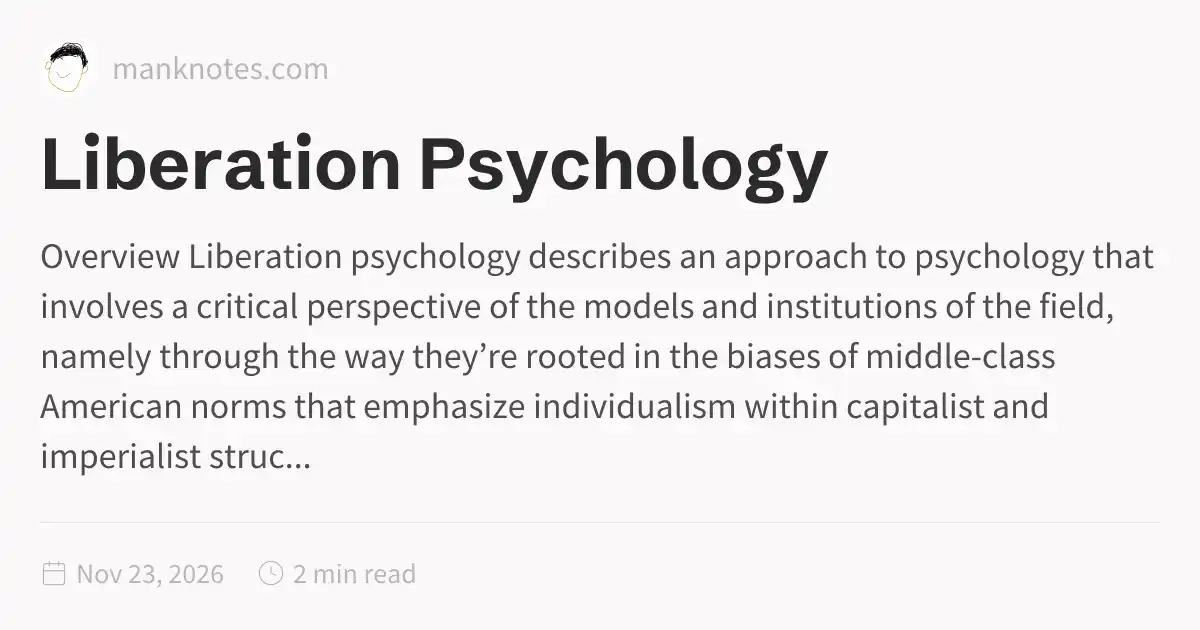 manknotes.com
Liberation Psychology
Overview Liberation psychology describes an approach to psychology that
involves a critical perspective of the models and institutions of the field,
namely through the way they’re rooted in the biases of middle-class
American norms that emphasize individualism within capitalist and
imperialist struc...
Nov 23, 2026 2 min read